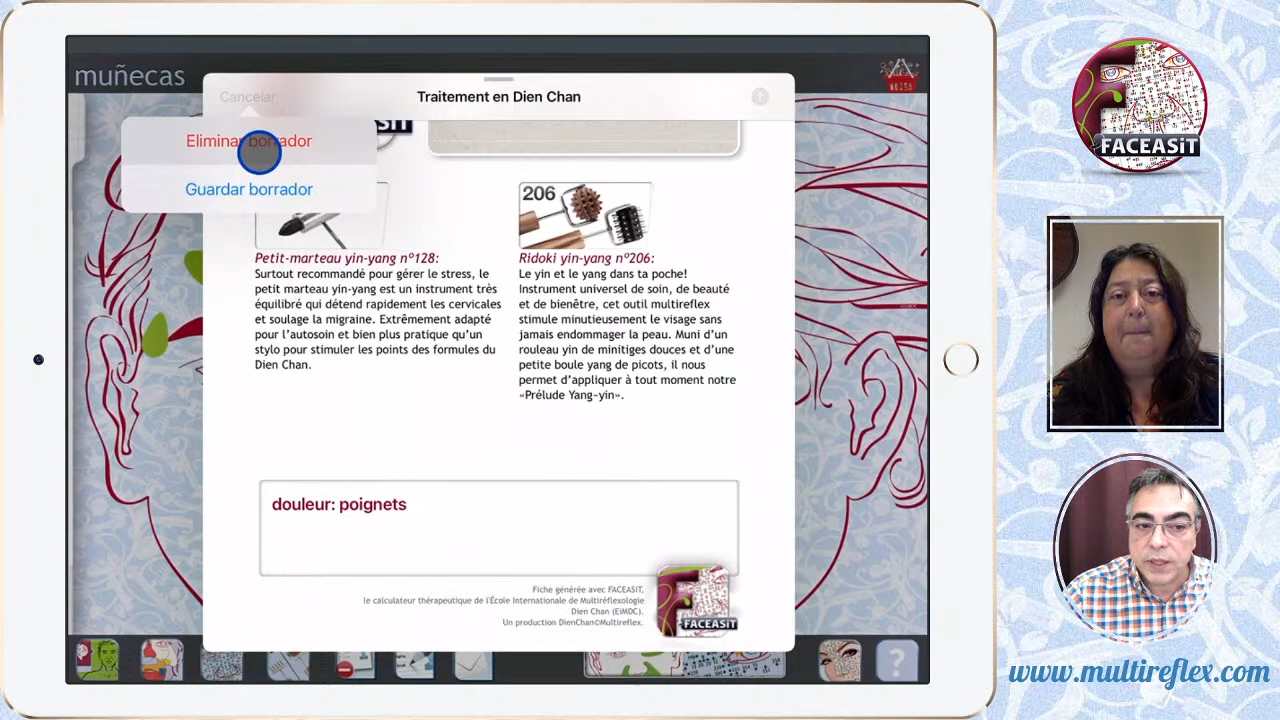 muñecas
Cancelar
Traitement en Dien Chan
Eliminar borrador
Guardar borrador
206
Petit-marteau yin-yang nº128:
Surtout recommandé pour gérer le stress, le
petit marteau yin-yang est un instrument très
équilibré qui détend rapidement les cervicales
et soulage la migraine. Extrêmement adapté
pour l'autosoin et bien plus pratique qu'un
stylo pour stimuler les points des formules du
Dien Chan.
Ridoki yin-yang nº206:
Le yin et le yang dans ta poche!
Instrument universel de soin, de beauté
et de bienêtre, cet outil multireflex
stimule minutieusement le visage sans
jamais endommager la peau. Muni d'un
rouleau yin de minitiges douces et d'une
petite boule yang de picots, il nous
permet d'appliquer à tout moment notre
«Prélude Yang-yin».
douleur: poignets
Fiche générée avec FACEASiT,
le calculateur thérapeutique de l'École Internationale de Multiréflexologie
Dien Chan (EiMDC).
Un production DienChan©Multireflex.
FACEASiT
?
FACEASiT
www.multireflex.com